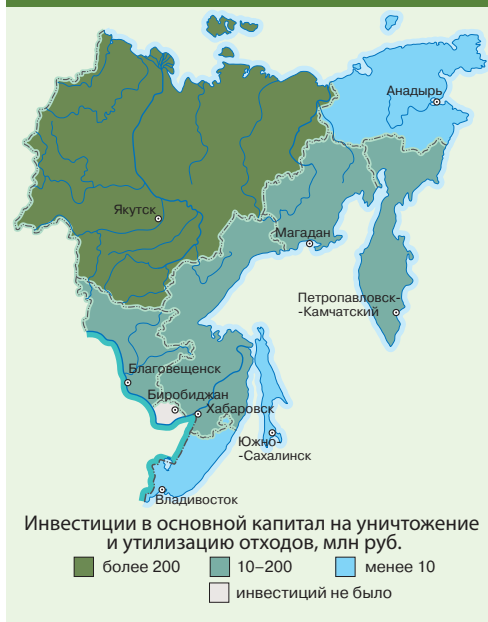 Анадырь
Якутск
Магадан
Петропавловск-
-Камчатский
Благовещенск
Биробиджан
Хабаровск
Южно-
-Сахалинск
Владивосток
Инвестиции в основной капитал на уничтожение
и утилизацию отходов, млн руб.
более 200 10–200 менее 10
инвестиций не было